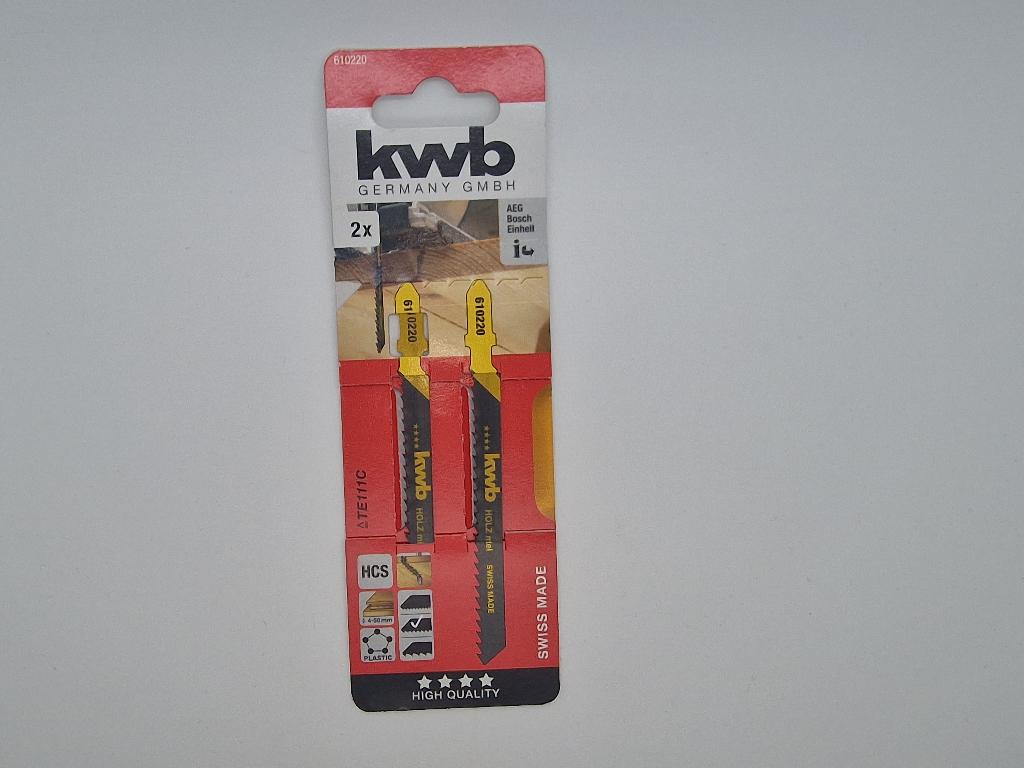 610220
kwb
GERMANY GMBH
2x
AEG
Bosch
Einhell
610220
610220
★★★★ kwb HOLZ m
★★★★ kwb HOLZ mtel SWISS MADE
△TE111C
HCS
4-50 mm
PLASTIC
SWISS MADE
★★★★
HIGH QUALITY